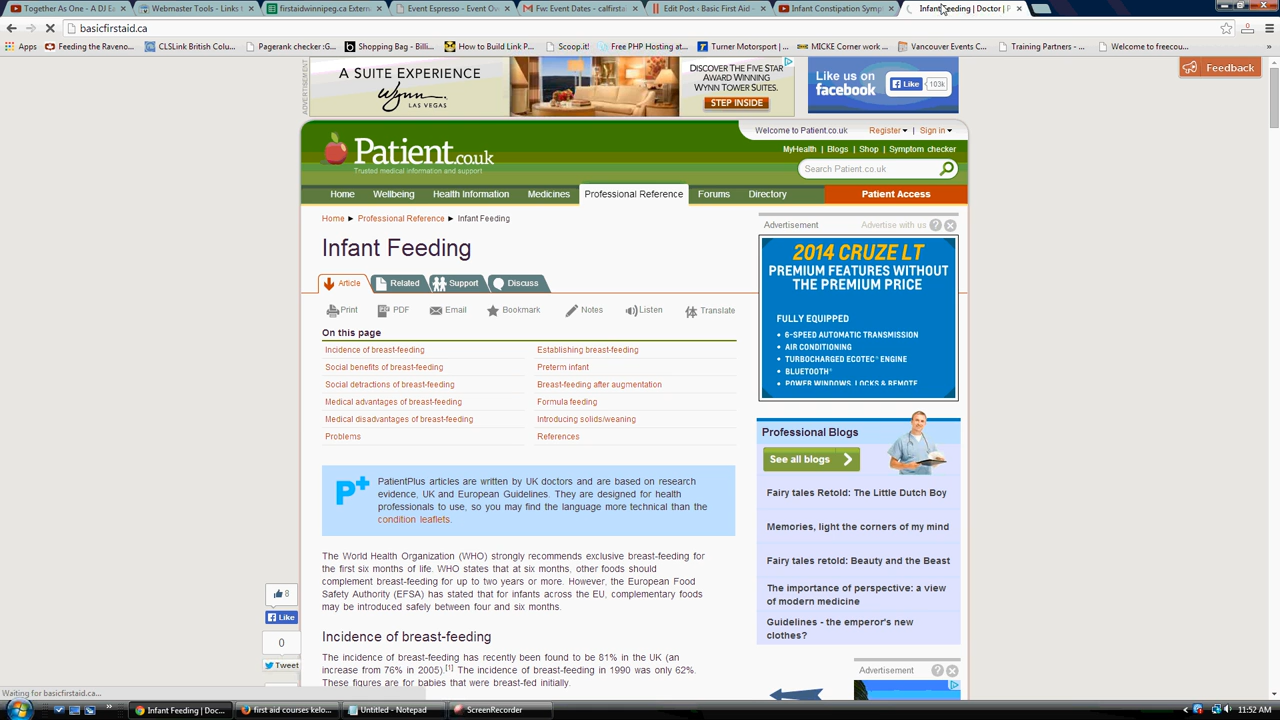 Together As One - A DJ Ea
Webmaster Tools - Links
firstaidwinnipeg.ca Extern
Event Espresso - Event Ov
Fw: Event Dates - calfirst
Edit Post ‹ Basic First Aid
Infant Constipation Symp
Infant Feeding | Doctor | P
basicfirstaid.ca
Feeding the Ravenou...
CLSLink British Colu...
Pagerank checker :G...
Shopping Bag - Billi...
How to Build Link P...
Scoop.it!
Free PHP Hosting at...
Turner Motorsport |...
MICKE Corner work ...
Vancouver Events C...
Training Partners - ...
Welcome to freecou...
ADVERTISEMENT
A SUITE EXPERIENCE
Wynn
LAS VEGAS
DISCOVER THE FIVE STAR
AWARD WINNING
WYNN TOWER SUITES.
STEP INSIDE
Like us on
facebook
Like
103k
Feedback
Welcome to Patient.co.uk
Register
| Sign in
Patient.co.uk
Trusted medical information and support
MyHealth | Blogs | Shop | Symptom checker
Search Patient.co.uk
Home
Wellbeing
Health Information
Medicines
Professional Reference
Forums
Directory
Patient Access
Home ► Professional Reference ► Infant Feeding
Infant Feeding
Article
Related
Support
Discuss
Print
PDF
Email
Bookmark
Notes
Listen
Translate
On this page
Incidence of breast-feeding
Establishing breast-feeding
Social benefits of breast-feeding
Preterm infant
Social detractions of breast-feeding
Breast-feeding after augmentation
Medical advantages of breast-feeding
Formula feeding
Medical disadvantages of breast-feeding
Introducing solids/weaning
Problems
References
P+
PatientPlus articles are written by UK doctors and are based on research
evidence, UK and European Guidelines. They are designed for health
professionals to use, so you may find the language more technical than the
condition leaflets.
The World Health Organization (WHO) strongly recommends exclusive breast-feeding for
the first six months of life. WHO states that at six months, other foods should
complement breast-feeding for up to two years or more. However, the European Food
Safety Authority (EFSA) has stated that for infants across the EU, complementary foods
may be introduced safely between four and six months.
Incidence of breast-feeding
The incidence of breast-feeding has recently been found to be 81% in the UK (an
increase from 76% in 2005).[1] The incidence of breast-feeding in 1990 was only 62%.
These figures are for babies that were breast-fed initially.
Advertisement
Advertise with us
2014 CRUZE LT
PREMIUM FEATURES WITHOUT
THE PREMIUM PRICE
FULLY EQUIPPED
• 6-SPEED AUTOMATIC TRANSMISSION
• AIR CONDITIONING
• TURBOCHARGED ECOTEC® ENGINE
• BLUETOOTH®
• POWER WINDOWS, LOCKS & REMOTE
Professional Blogs
See all blogs
Fairy tales Retold: The Little Dutch Boy
Memories, light the corners of my mind
Fairy tales retold: Beauty and the Beast
The importance of perspective: a view
of modern medicine
Guidelines - the emperor's new
clothes?
Advertisement
8
Like
0
Tweet
Waiting for basicfirstaid.ca...
Infant Feeding | Doc...
first aid courses kelo...
Untitled - Notepad
ScreenRecorder
11:52 AM